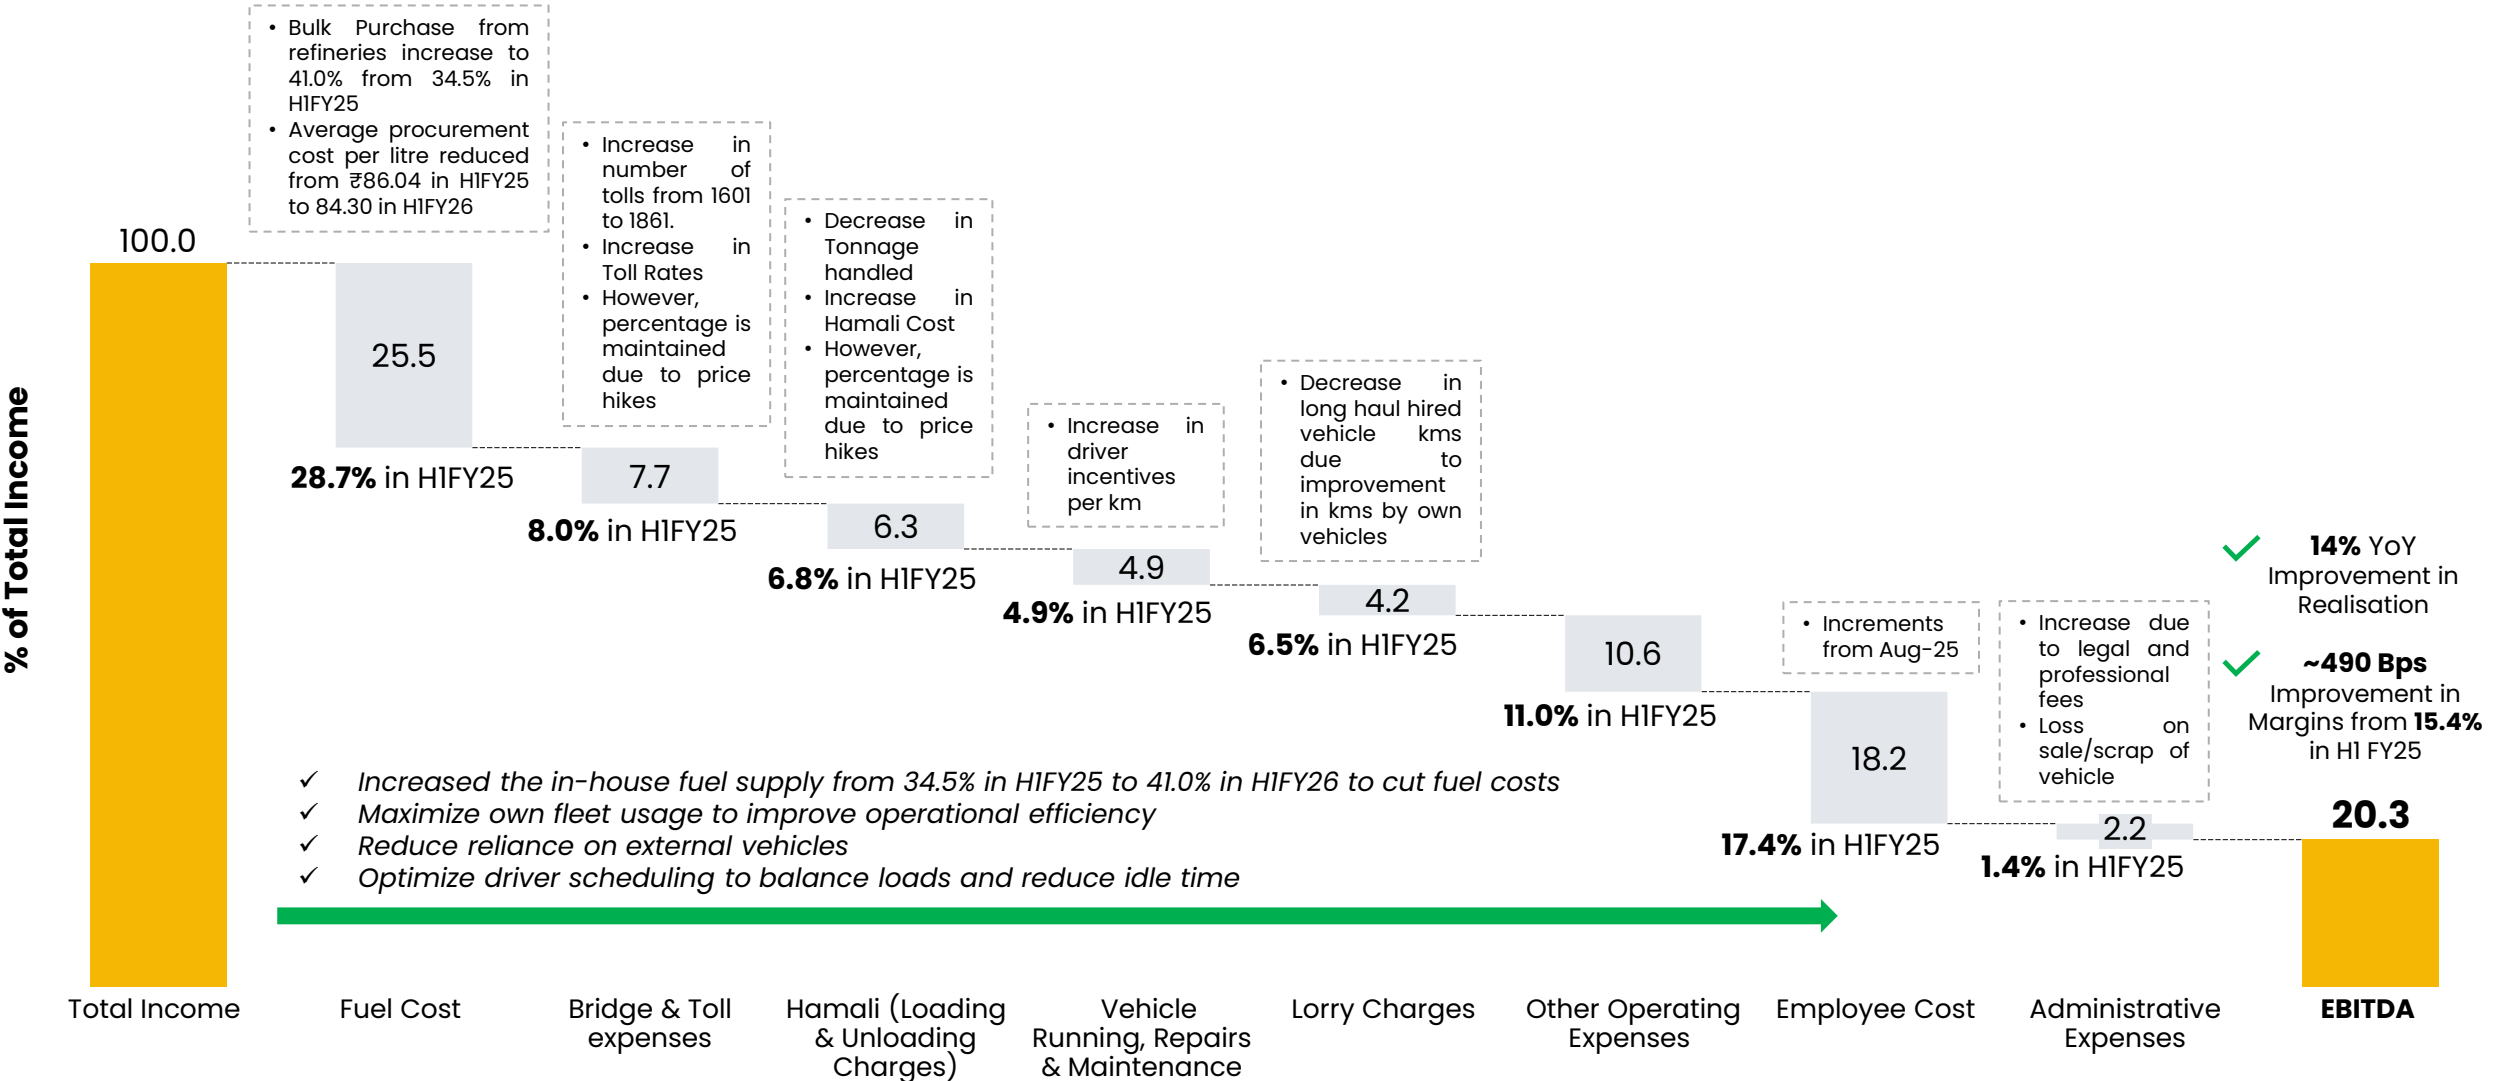 % of Total Income
• Bulk Purchase from
refineries increase to
41.0% from 34.5% in
H1FY25
• Average procurement
cost per litre reduced
from ₹86.04 in H1FY25
to 84.30 in H1FY26
• Increase in
number of
tolls from 1601
to 1861.
• Increase in
Toll Rates
• However,
percentage is
maintained
due to price
hikes
• Decrease in
Tonnage
handled
• Increase in
Hamali Cost
• However,
percentage is
maintained
due to price
hikes
• Increase in
driver
incentives
per km
• Decrease in
long haul hired
vehicle kms
due to
improvement
in kms by own
vehicles
• Increments
from Aug-25
• Increase due
to legal and
professional
fees
• Loss on
sale/scrap of
vehicle
14% YoY
Improvement in
Realisation
~490 Bps
Improvement in
Margins from 15.4%
in H1 FY25
100.0
25.5
28.7% in H1FY25
7.7
8.0% in H1FY25
6.3
6.8% in H1FY25
4.9
4.9% in H1FY25
4.2
6.5% in H1FY25
10.6
11.0% in H1FY25
18.2
17.4% in H1FY25
2.2
1.4% in H1FY25
20.3
✓ Increased the in-house fuel supply from 34.5% in H1FY25 to 41.0% in H1FY26 to cut fuel costs
✓ Maximize own fleet usage to improve operational efficiency
✓ Reduce reliance on external vehicles
✓ Optimize driver scheduling to balance loads and reduce idle time
Total Income
Fuel Cost
Bridge & Toll
expenses
Hamali (Loading
& Unloading
Charges)
Vehicle
Running, Repairs
& Maintenance
Lorry Charges
Other Operating
Expenses
Employee Cost
Administrative
Expenses
EBITDA